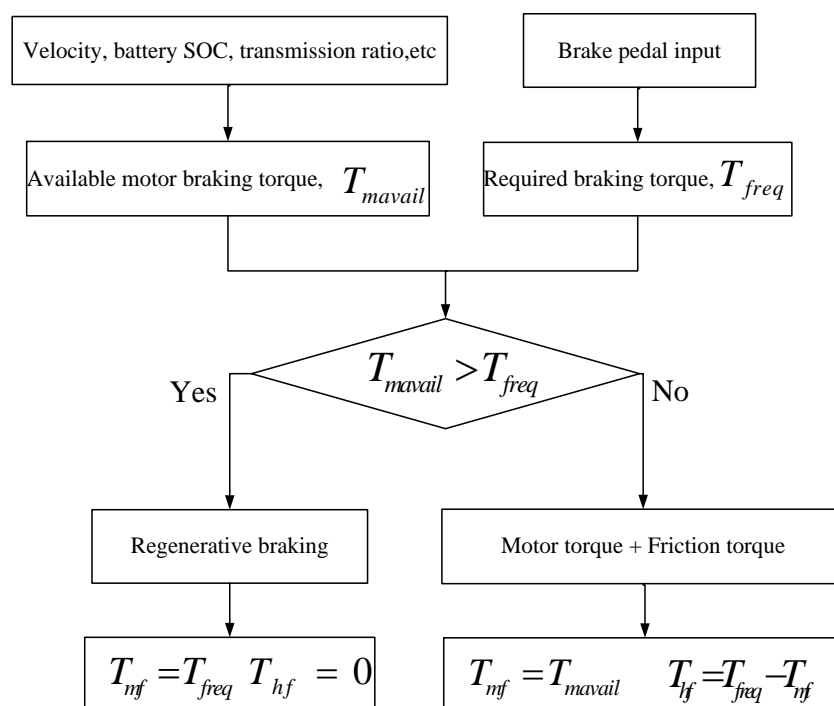 Velocity, battery SOC, transmission ratio,etc
Brake pedal input
Available motor braking torque, T_mavail
Required braking torque, T_freq
T_mavail > T_freq
Yes
No
Regenerative braking
Motor torque + Friction torque
T_mf = T_freq T_hf = 0
T_mf = T_mavail T_hf = T_freq − T_mf